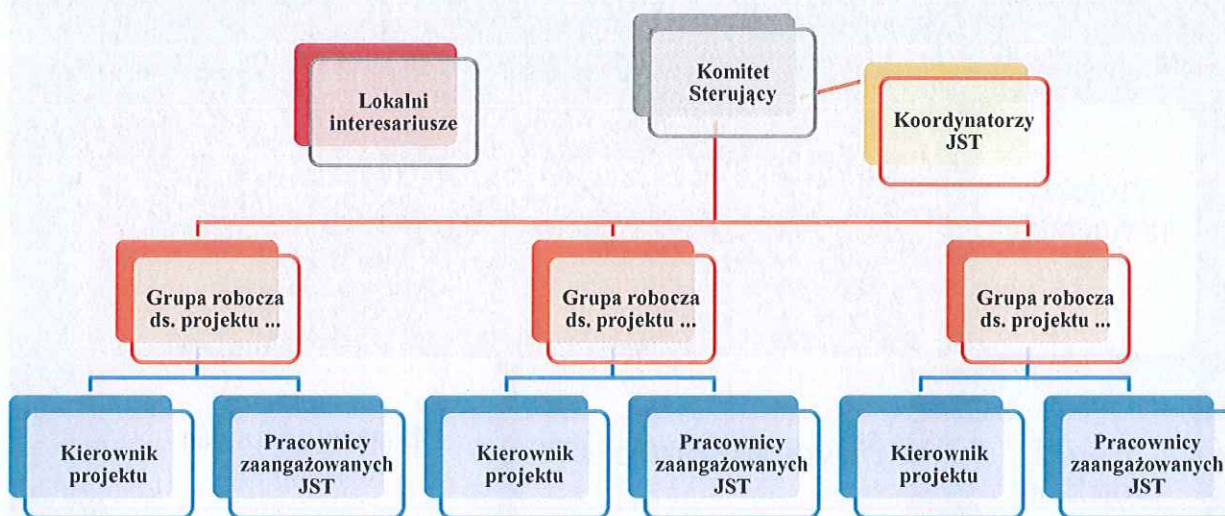 Lokalni
interesariusze
Komitet
Sterujący
Koordynatorzy
JST
Grupa robocza
ds. projektu ...
Grupa robocza
ds. projektu ...
Grupa robocza
ds. projektu ...
Kierownik
projektu
Pracownicy
zaangażowanych
JST
Kierownik
projektu
Pracownicy
zaangażowanych
JST
Kierownik
projektu
Pracownicy
zaangażowanych
JST